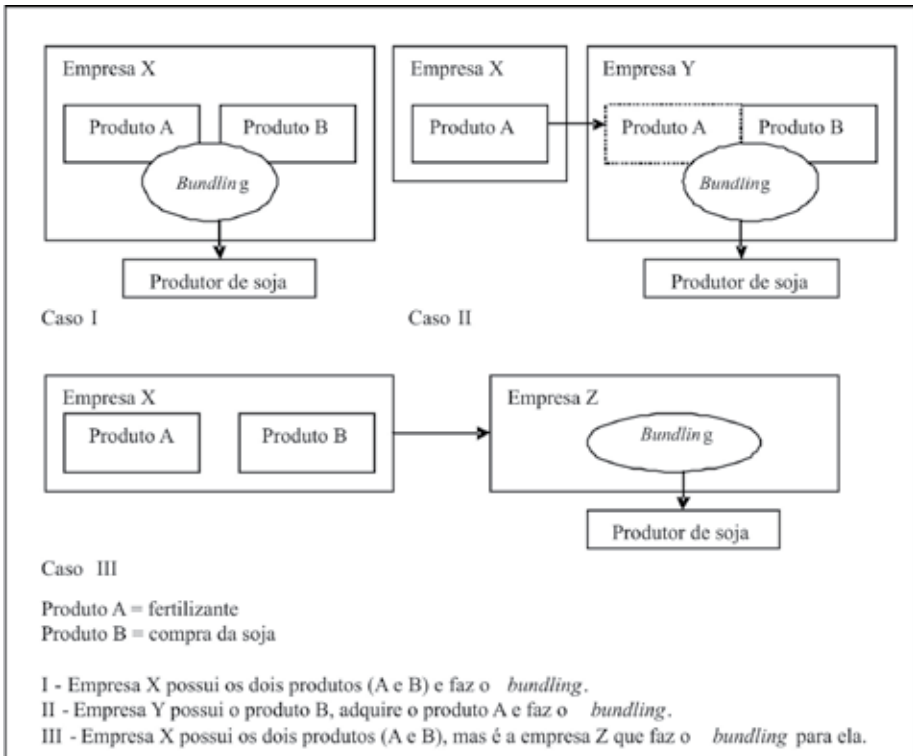 Empresa X
Produto A
Produto B
Bundling
Produtor de soja
Caso I
Empresa X
Produto A
Empresa Y
Produto A
Produto B
Bundling
Produtor de soja
Caso II
Empresa X
Produto A
Produto B
Empresa Z
Bundling
Produtor de soja
Caso III
Produto A = fertilizante
Produto B = compra da soja
I - Empresa X possui os dois produtos (A e B) e faz o bundling.
II - Empresa Y possui o produto B, adquire o produto A e faz o bundling.
III - Empresa X possui os dois produtos (A e B), mas é a empresa Z que faz o bundling para ela.